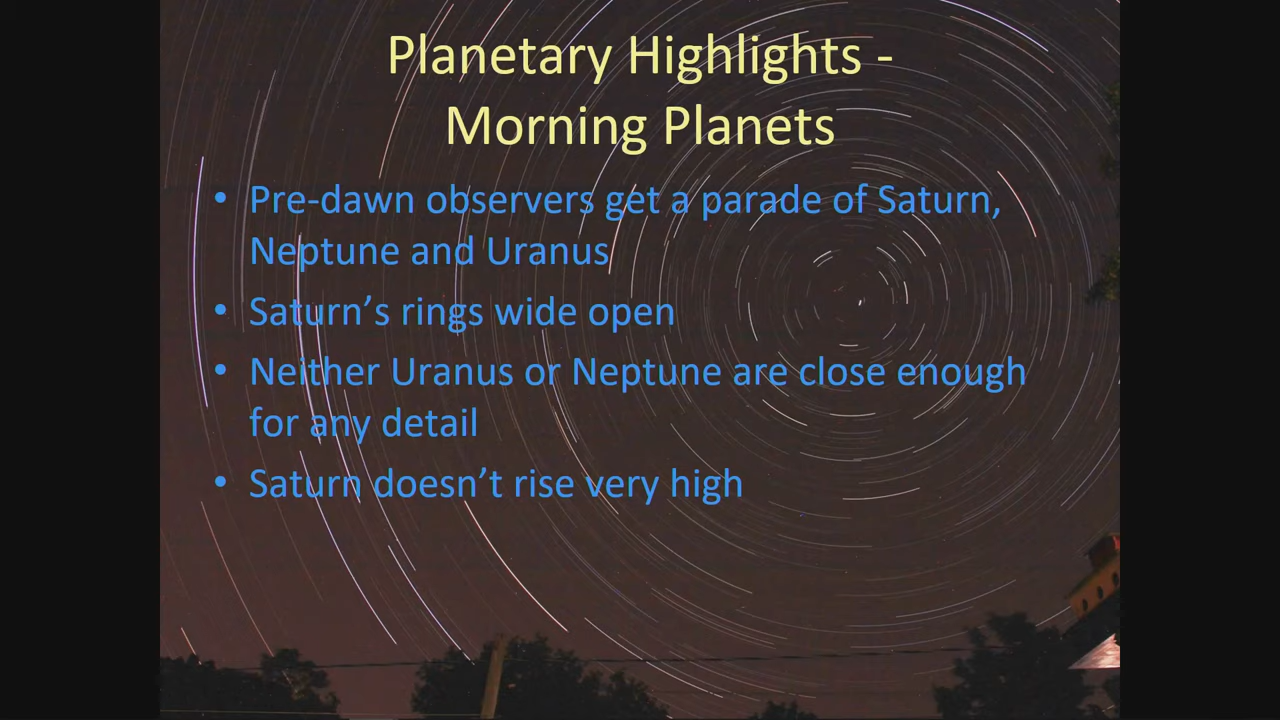 Planetary Highlights -
Morning Planets
• Pre-dawn observers get a parade of Saturn,
Neptune and Uranus
• Saturn’s rings wide open
• Neither Uranus or Neptune are close enough
for any detail
• Saturn doesn’t rise very high